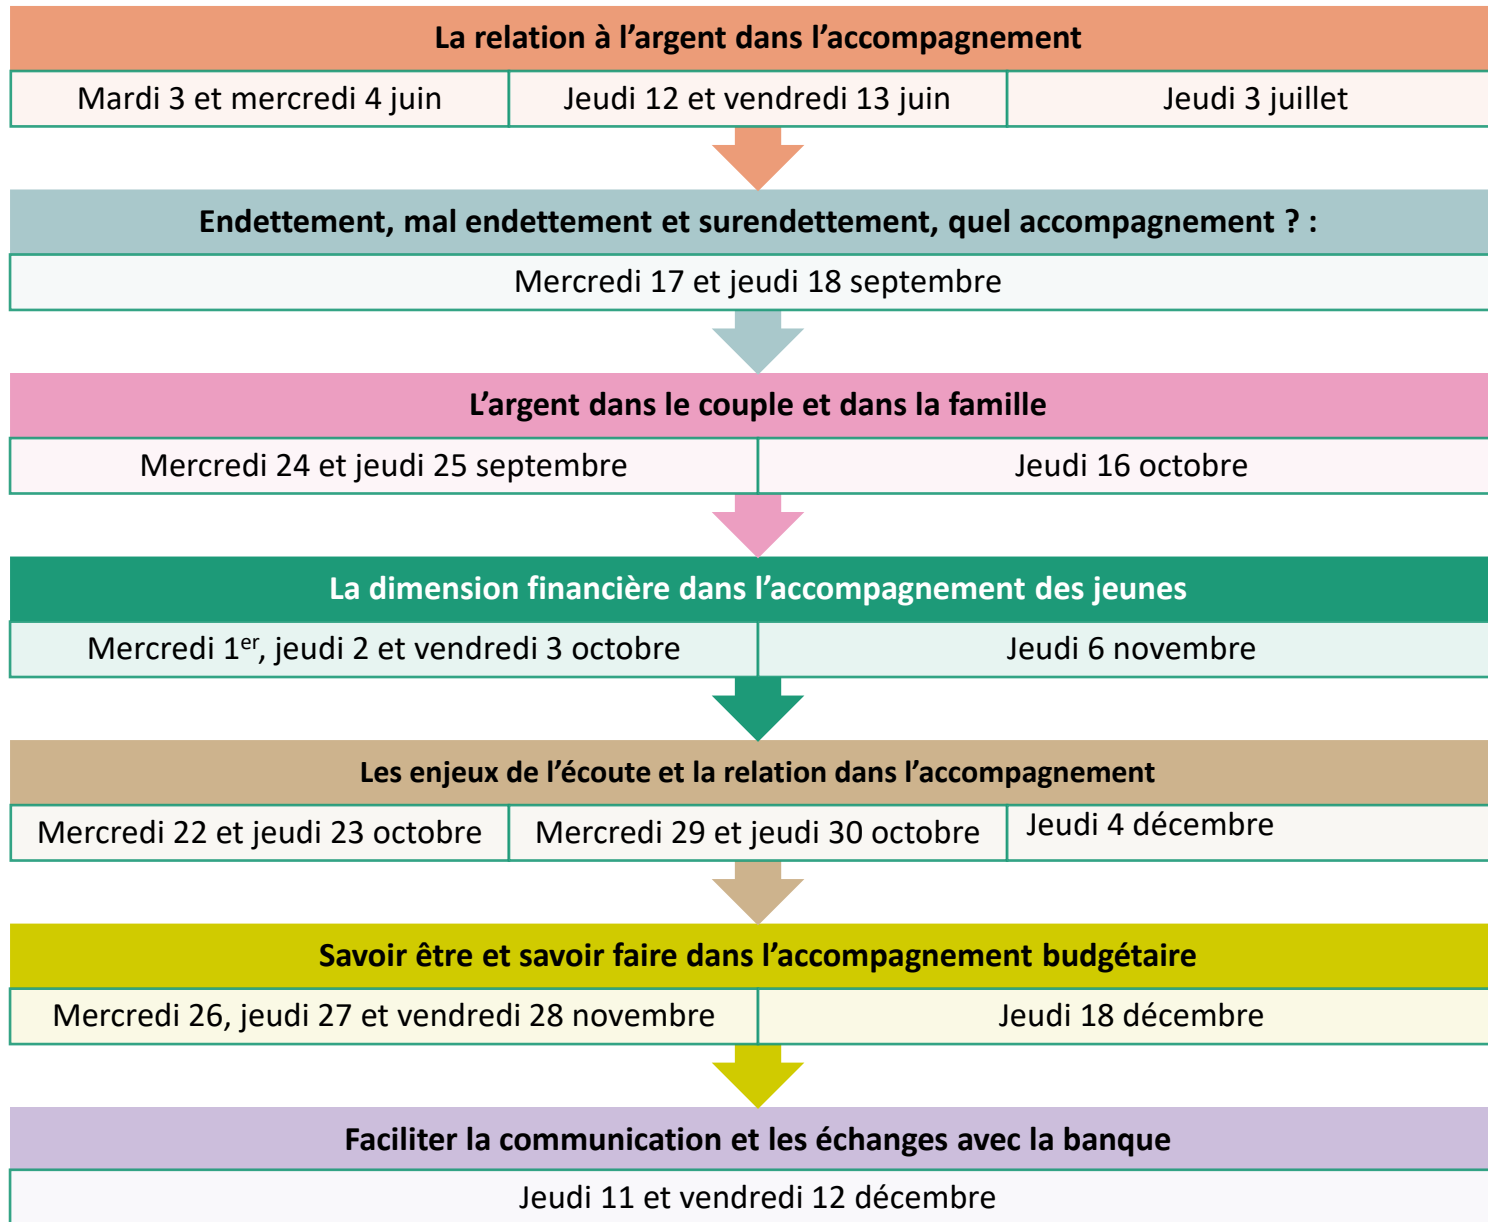 La relation à l’argent dans l’accompagnement
Mardi 3 et mercredi 4 juin
Jeudi 12 et vendredi 13 juin
Jeudi 3 juillet
Endettement, mal endettement et surendettement, quel accompagnement ? :
Mercredi 17 et jeudi 18 septembre
L’argent dans le couple et dans la famille
Mercredi 24 et jeudi 25 septembre
Jeudi 16 octobre
La dimension financière dans l’accompagnement des jeunes
Mercredi 1er, jeudi 2 et vendredi 3 octobre
Jeudi 6 novembre
Les enjeux de l’écoute et la relation dans l’accompagnement
Mercredi 22 et jeudi 23 octobre
Mercredi 29 et jeudi 30 octobre
Jeudi 4 décembre
Savoir être et savoir faire dans l’accompagnement budgétaire
Mercredi 26, jeudi 27 et vendredi 28 novembre
Jeudi 18 décembre
Faciliter la communication et les échanges avec la banque
Jeudi 11 et vendredi 12 décembre